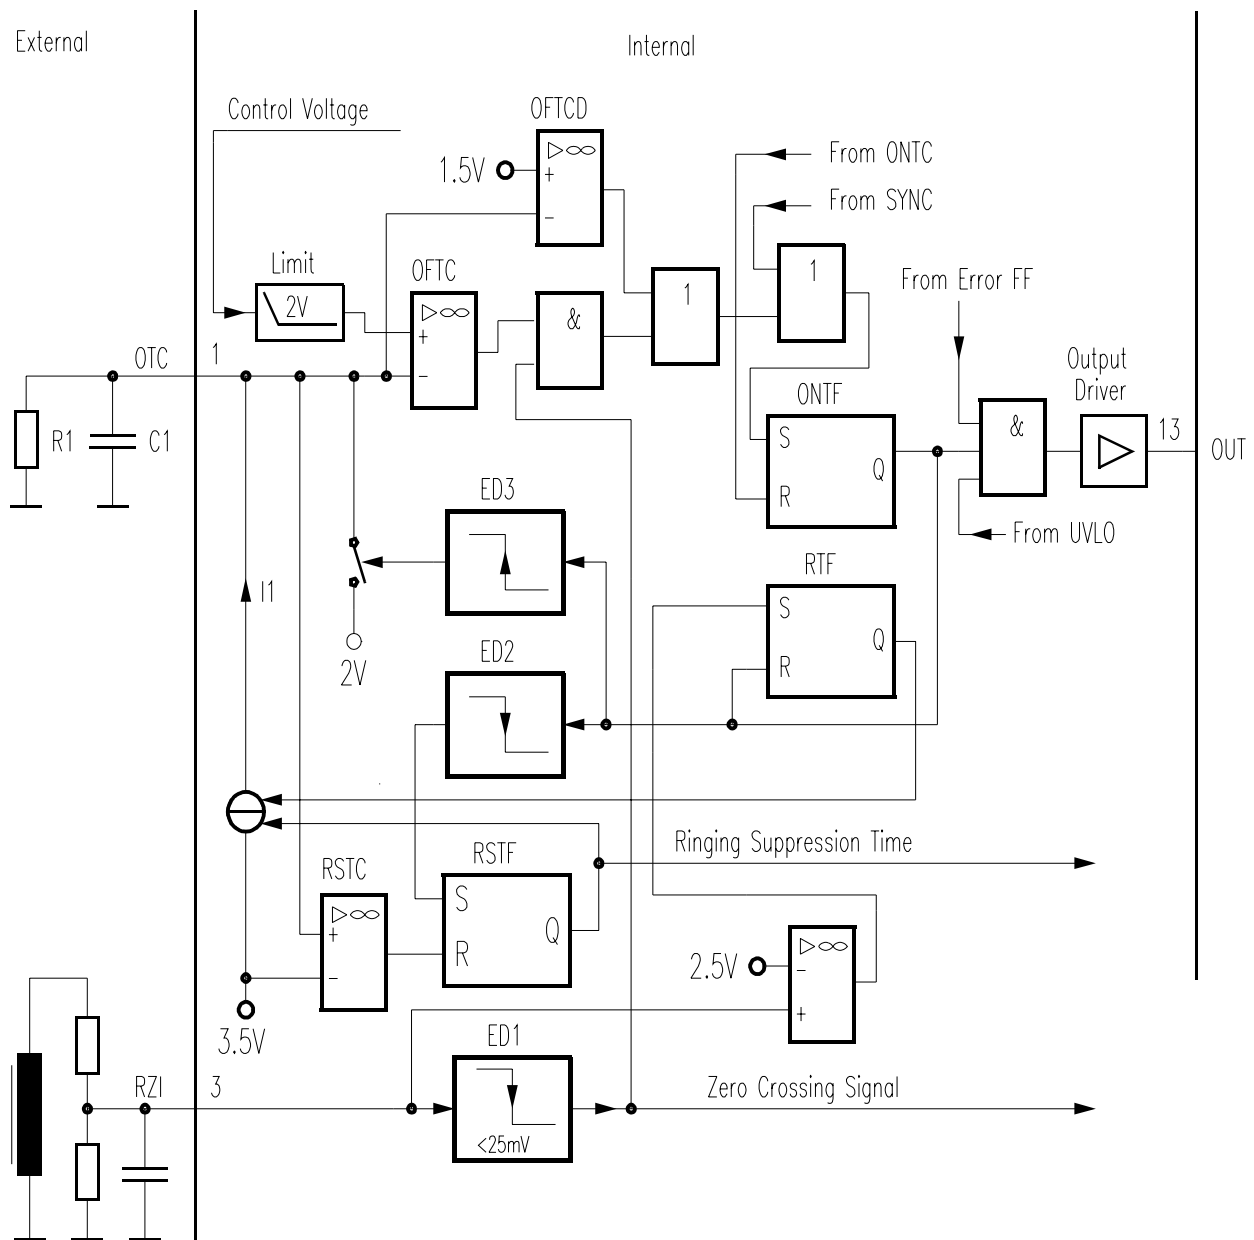 External
Internal
Control Voltage
OFTCD
▷∞
1.5V
+
−
From ONTC
From SYNC
Limit
2V
OFTC
▷∞
+
−
&
1
1
From Error FF
OTC
1
R1
C1
ONTF
S
R
Q
&
Output
Driver
13
OUT
From UVLO
ED3
I1
2V
RTF
S
R
Q
ED2
Ringing Suppression Time
RSTC
▷∞
+
−
RSTF
S
R
Q
3.5V
2.5V
▷∞
−
+
RZI
3
ED1
<25mV
Zero Crossing Signal